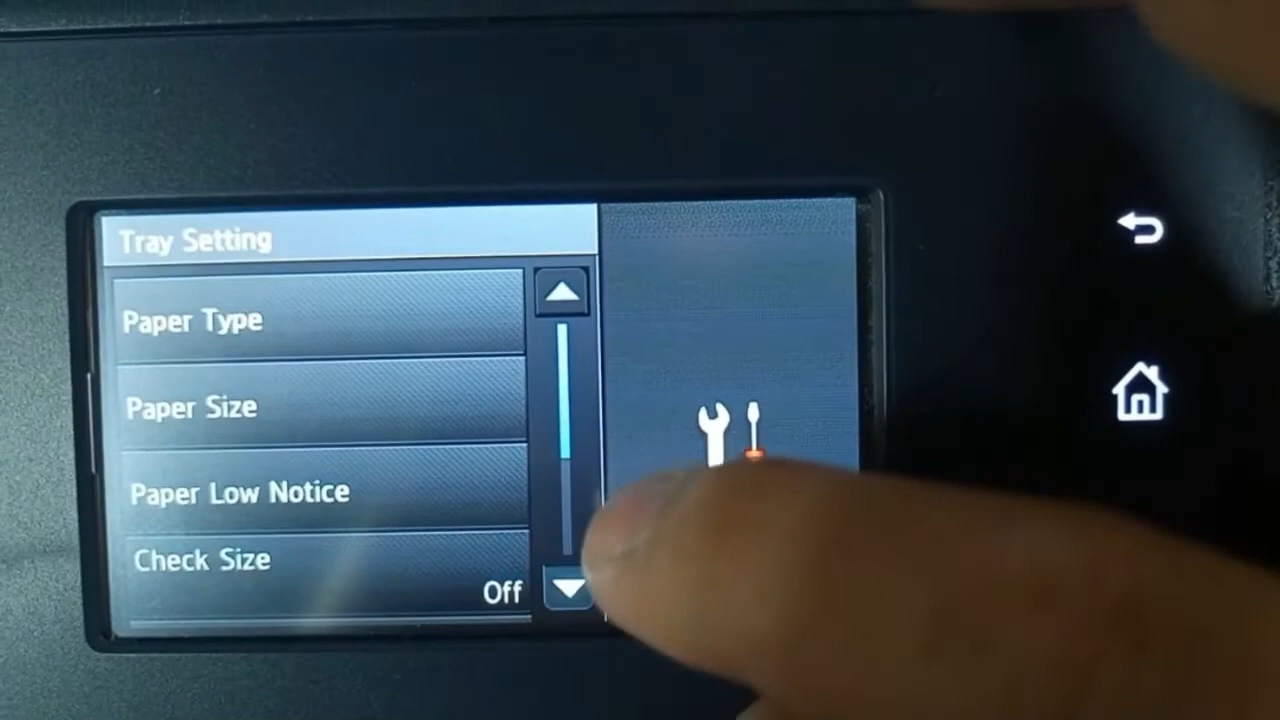 Tray Setting
Paper Type
Paper Size
Paper Low Notice
Check Size
Off